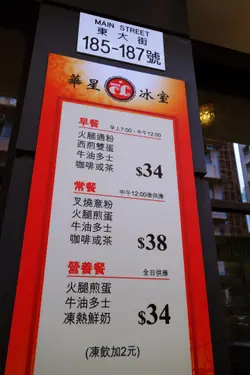 MAIN STREET
東大街
185-187號
華星冰室
早餐 早上7:00 - 中午12:00
火腿通粉
西煎雙蛋
牛油多士
咖啡或茶 $34
常餐 中午12:00後供應
叉燒意粉
火腿煎蛋
牛油多士
咖啡或茶 $38
營養餐 全日供應
火腿煎蛋
牛油多士
凍熱鮮奶 $34
(凍飲加2元)